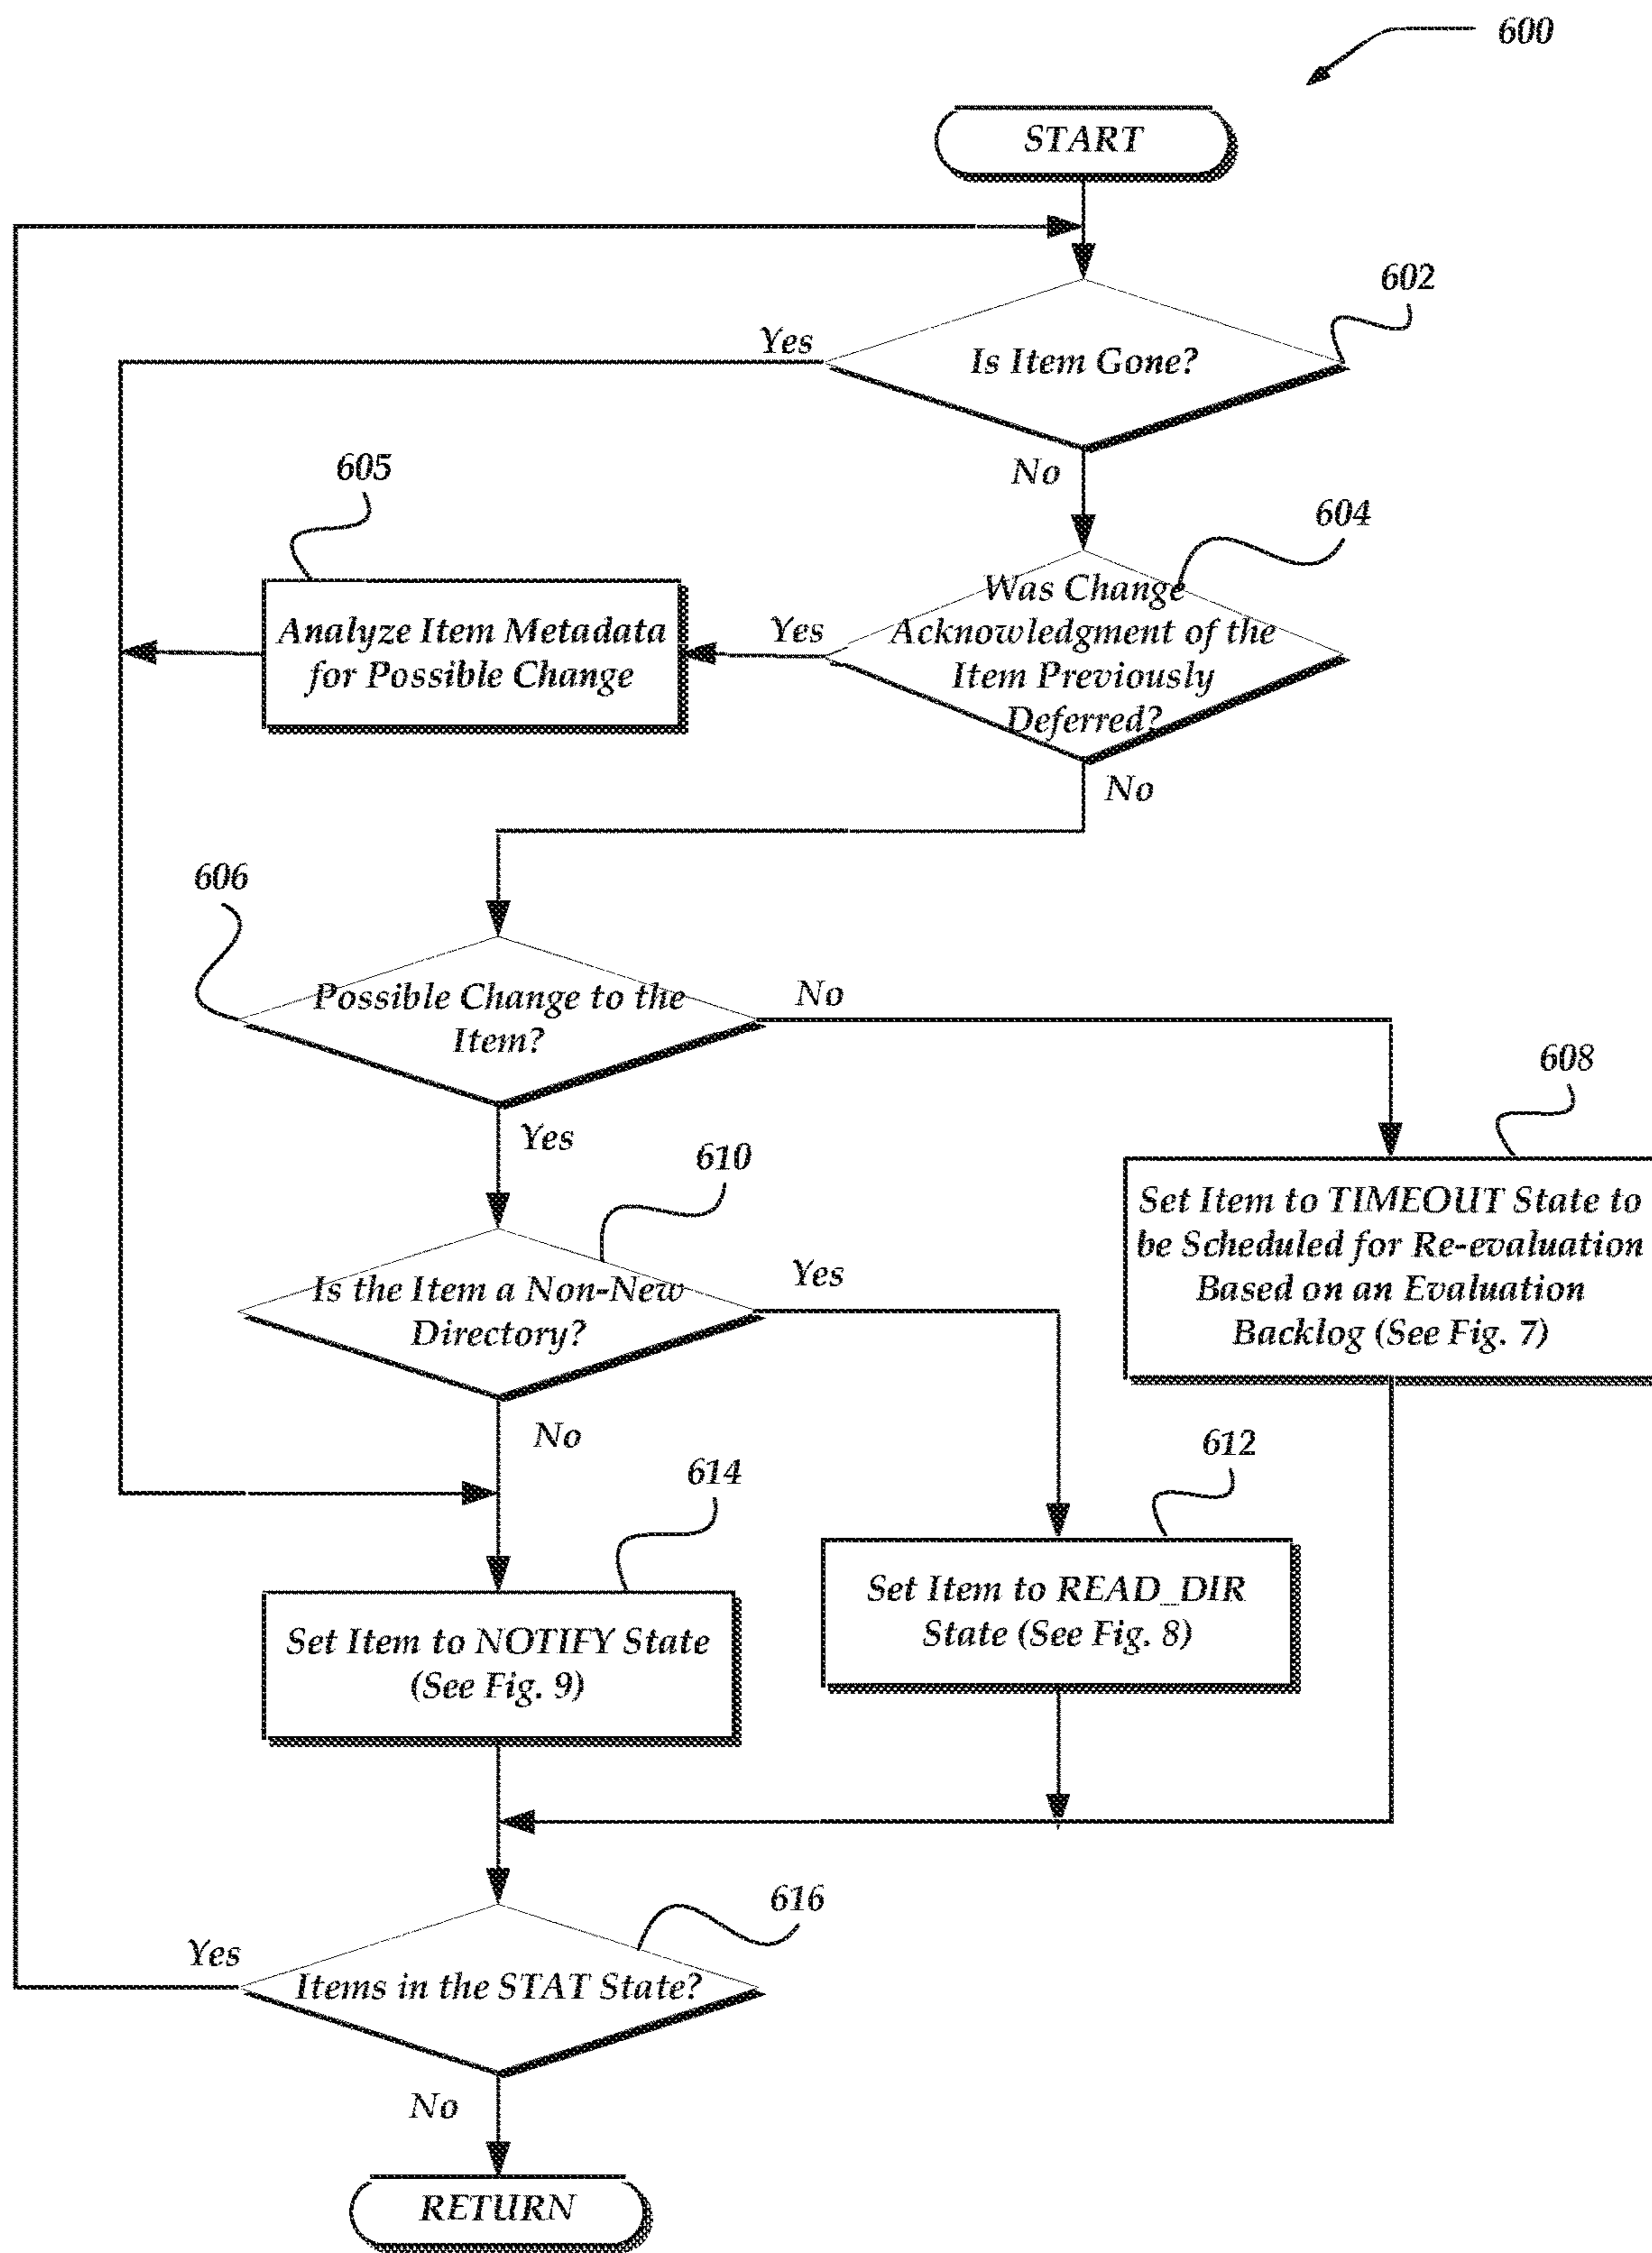 600
START
602
Yes
Is Item Gone?
No
605
604
Analyze Item Metadata
for Possible Change
Yes
Was Change
Acknowledgment of the
Item Previously
Deferred?
No
606
Possible Change to the
Item?
No
608
Yes
610
Set Item to TIMEOUT State to
be Scheduled for Re-evaluation
Based on an Evaluation
Backlog (See Fig. 7)
Is the Item a Non-New
Directory?
Yes
No
612
614
Set Item to READ_DIR
State (See Fig. 8)
Set Item to NOTIFY State
(See Fig. 9)
616
Yes
Items in the STAT State?
No
RETURN